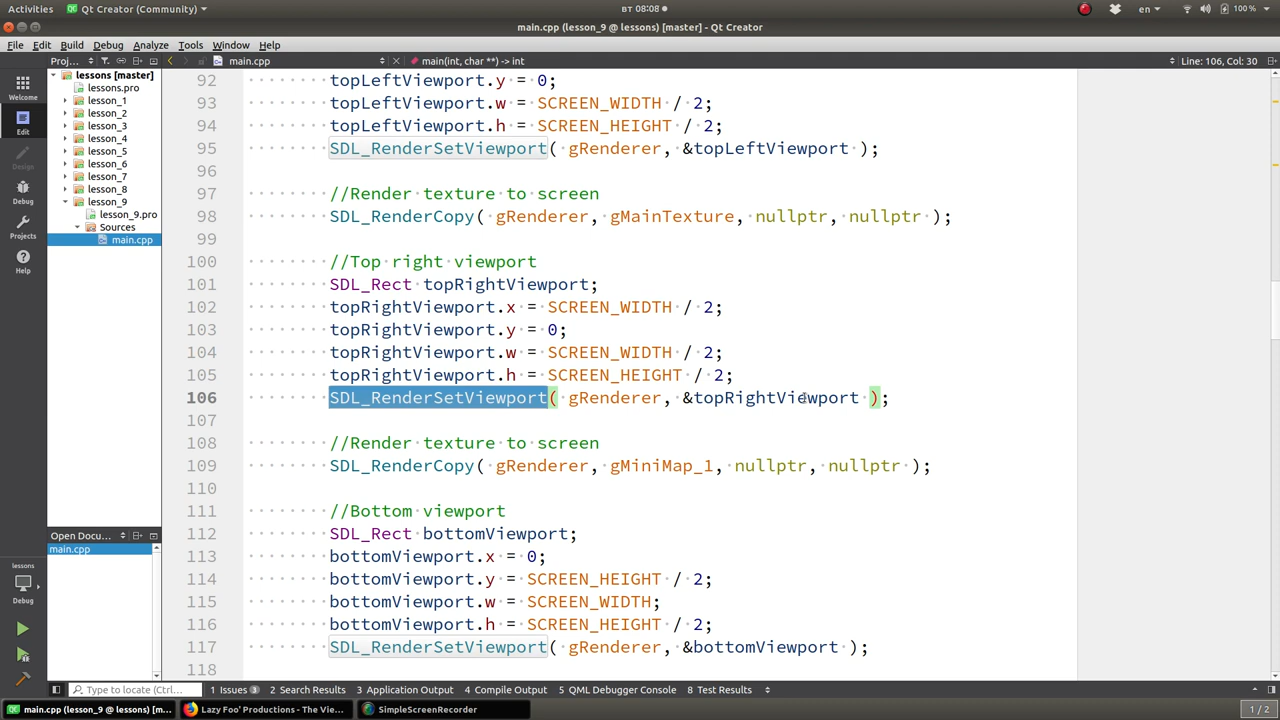 Activities Qt Creator (Community) вт 08:08 en 100 %
main.cpp (lesson_9 @ lessons) [master] - Qt Creator
File Edit Build Debug Analyze Tools Window Help
Proj... main.cpp main(int, char **) -> int Line: 106, Col: 30
Welcome
Edit
Design
Debug
Projects
Help
lessons [master]
lessons.pro
lesson_1
lesson_2
lesson_3
lesson_4
lesson_5
lesson_6
lesson_7
lesson_8
lesson_9
lesson_9.pro
Sources
main.cpp
Open Docu...
main.cpp
lessons
Debug
92 topLeftViewport.y = 0;
93 topLeftViewport.w = SCREEN_WIDTH / 2;
94 topLeftViewport.h = SCREEN_HEIGHT / 2;
95 SDL_RenderSetViewport( gRenderer, &topLeftViewport );
96
97 //Render texture to screen
98 SDL_RenderCopy( gRenderer, gMainTexture, nullptr, nullptr );
99
100 //Top right viewport
101 SDL_Rect topRightViewport;
102 topRightViewport.x = SCREEN_WIDTH / 2;
103 topRightViewport.y = 0;
104 topRightViewport.w = SCREEN_WIDTH / 2;
105 topRightViewport.h = SCREEN_HEIGHT / 2;
106 SDL_RenderSetViewport( gRenderer, &topRightViewport );
107
108 //Render texture to screen
109 SDL_RenderCopy( gRenderer, gMiniMap_1, nullptr, nullptr );
110
111 //Bottom viewport
112 SDL_Rect bottomViewport;
113 bottomViewport.x = 0;
114 bottomViewport.y = SCREEN_HEIGHT / 2;
115 bottomViewport.w = SCREEN_WIDTH;
116 bottomViewport.h = SCREEN_HEIGHT / 2;
117 SDL_RenderSetViewport( gRenderer, &bottomViewport );
118
Type to locate (Ctrl... 1 Issues 3 2 Search Results 3 Application Output 4 Compile Output 5 QML Debugger Console 8 Test Results
main.cpp (lesson_9 @ lessons) [m... Lazy Foo' Productions - The Vie... SimpleScreenRecorder 1 / 2